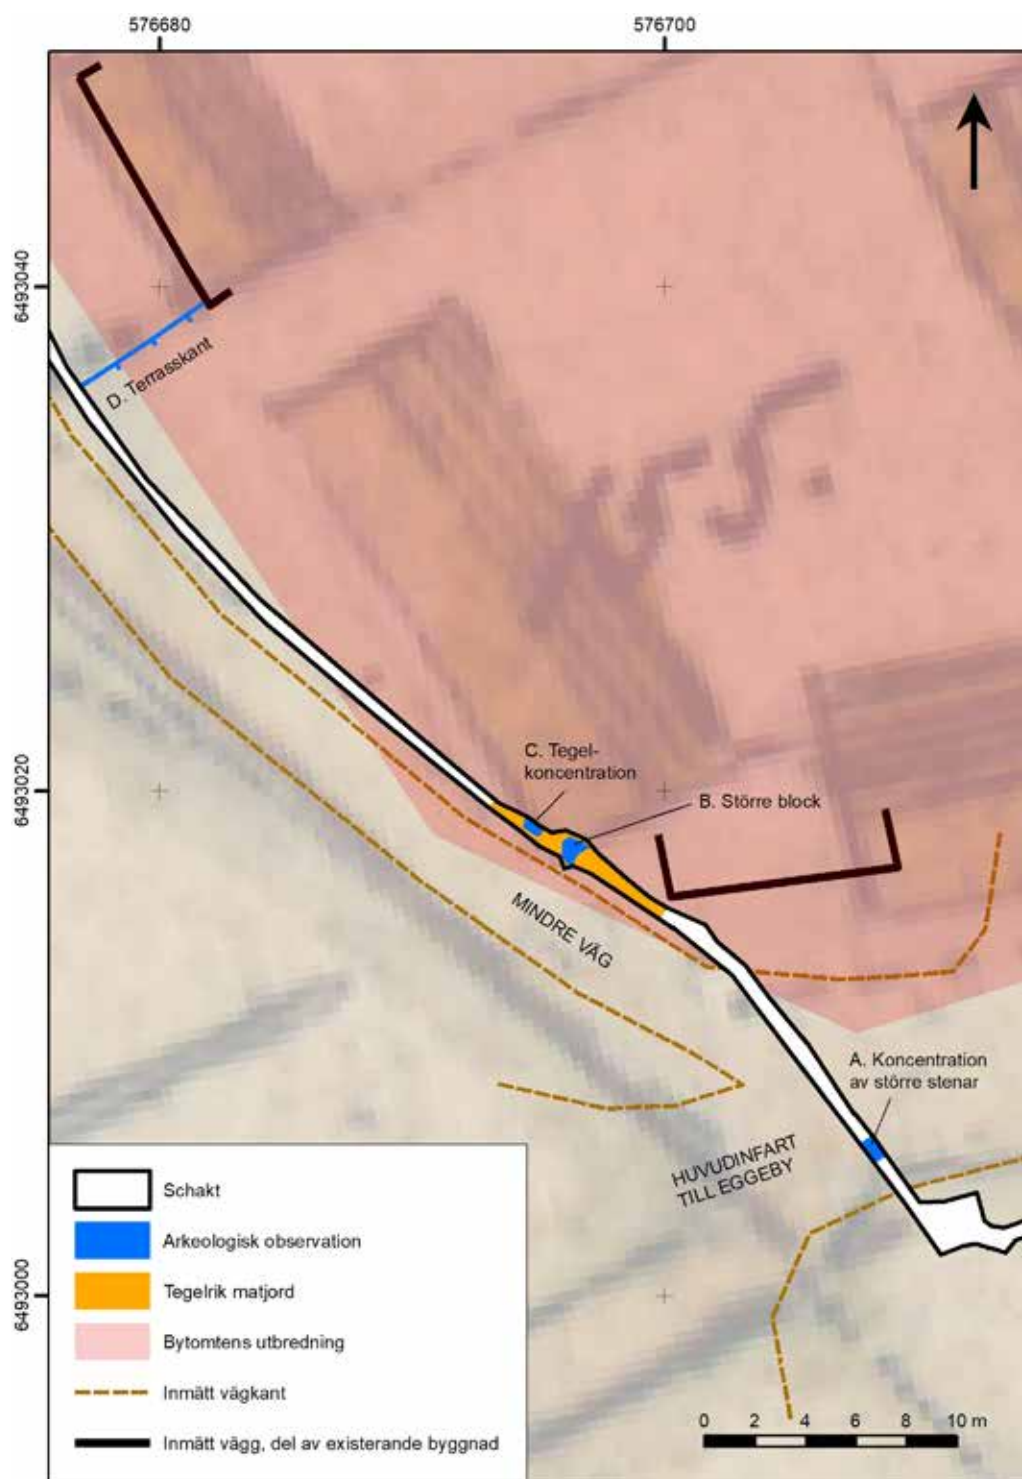 576680
576700
6493040
D. Terrasskant
C. Tegel-
koncentration
B. Större block
6493020
MINDRE VÄG
A. Koncentration
av större stenar
HUVUDINFART
TILL EGGEBY
6493000
Schakt
Arkeologisk observation
Tegelrik matjord
Bytomtens utbredning
Inmätt vägkant
Inmätt vägg, del av existerande byggnad
0 2 4 6 8 10 m